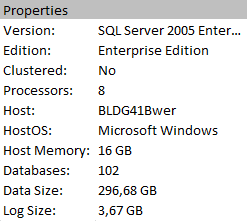 Properties
Version: SQL Server 2005 Enter...
Edition: Enterprise Edition
Clustered: No
Processors: 8
Host: BLDG41Bwer
HostOS: Microsoft Windows
Host Memory: 16 GB
Databases: 102
Data Size: 296,68 GB
Log Size: 3,67 GB